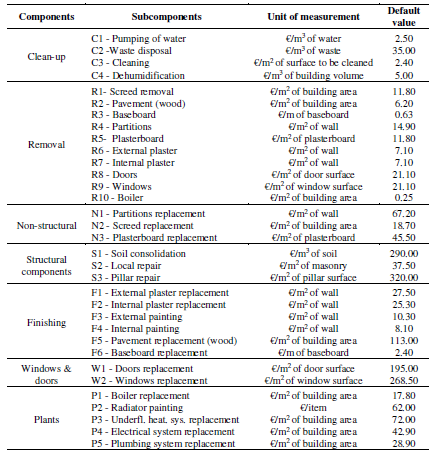 Components Subcomponents Unit of measurement Default value
Clean-up
C1 - Pumping of water €/m³ of water 2.50
C2 -Waste disposal €/m³ of waste 35.00
C3 - Cleaning €/m² of surface to be cleaned 2.40
C4 - Dehumidification €/m³ of building volume 5.00
Removal
R1- Screed removal €/m² of building area 11.80
R2 - Pavement (wood) €/m² of building area 6.20
R3 - Baseboard €/m of baseboard 0.63
R4 - Partitions €/m² of wall 14.90
R5- Plasterboard €/m² of plasterboard 11.80
R6 - External plaster €/m² of wall 7.10
R7 - Internal plaster €/m² of wall 7.10
R8 - Doors €/m² of door surface 21.10
R9 - Windows €/m² of window surface 21.10
R10 - Boiler €/m² of building area 0.25
Non-structural
N1 - Partitions replacement €/m² of wall 67.20
N2 - Screed replacement €/m² of building area 18.70
N3 - Plasterboard replacement €/m² of plasterboard 45.50
Structural components
S1 - Soil consolidation €/m³ of soil 290.00
S2 - Local repair €/m² of masonry 37.50
S3 - Pillar repair €/m² of pillar surface 320.00
Finishing
F1 - External plaster replacement €/m² of wall 27.50
F2 - Internal plaster replacement €/m² of wall 25.30
F3 - External painting €/m² of wall 10.30
F4 - Internal painting €/m² of wall 8.10
F5 - Pavement replacement (wood) €/m² of building area 113.00
F6 - Baseboard replacement €/m of baseboard 2.40
Windows & doors
W1 - Doors replacement €/m² of door surface 195.00
W2 - Windows replacement €/m² of window surface 268.50
Plants
P1 - Boiler replacement €/m² of building area 17.80
P2 - Radiator painting €/item 62.00
P3 - Underfl. heat. sys. replacement €/m² of building area 72.00
P4 - Electrical system replacement €/m² of building area 42.90
P5 - Plumbing system replacement €/m² of building area 28.90